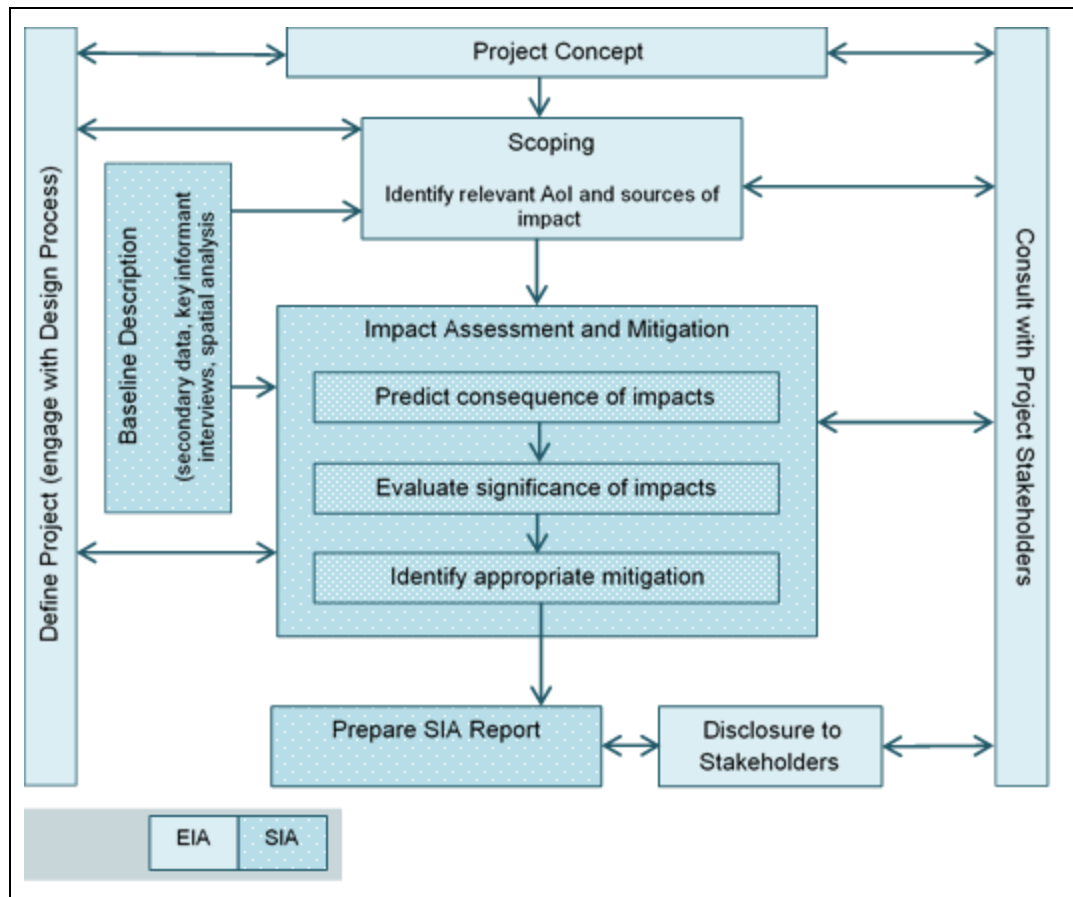 Project Concept
Scoping
Identify relevant AoI and sources of
impact
Define Project (engage with Design Process)
Baseline Description
(secondary data, key informant
interviews, spatial analysis
Impact Assessment and Mitigation
Predict consequence of impacts
Evaluate significance of impacts
Identify appropriate mitigation
Consult with Project Stakeholders
Prepare SIA Report
Disclosure to
Stakeholders
EIA
SIA